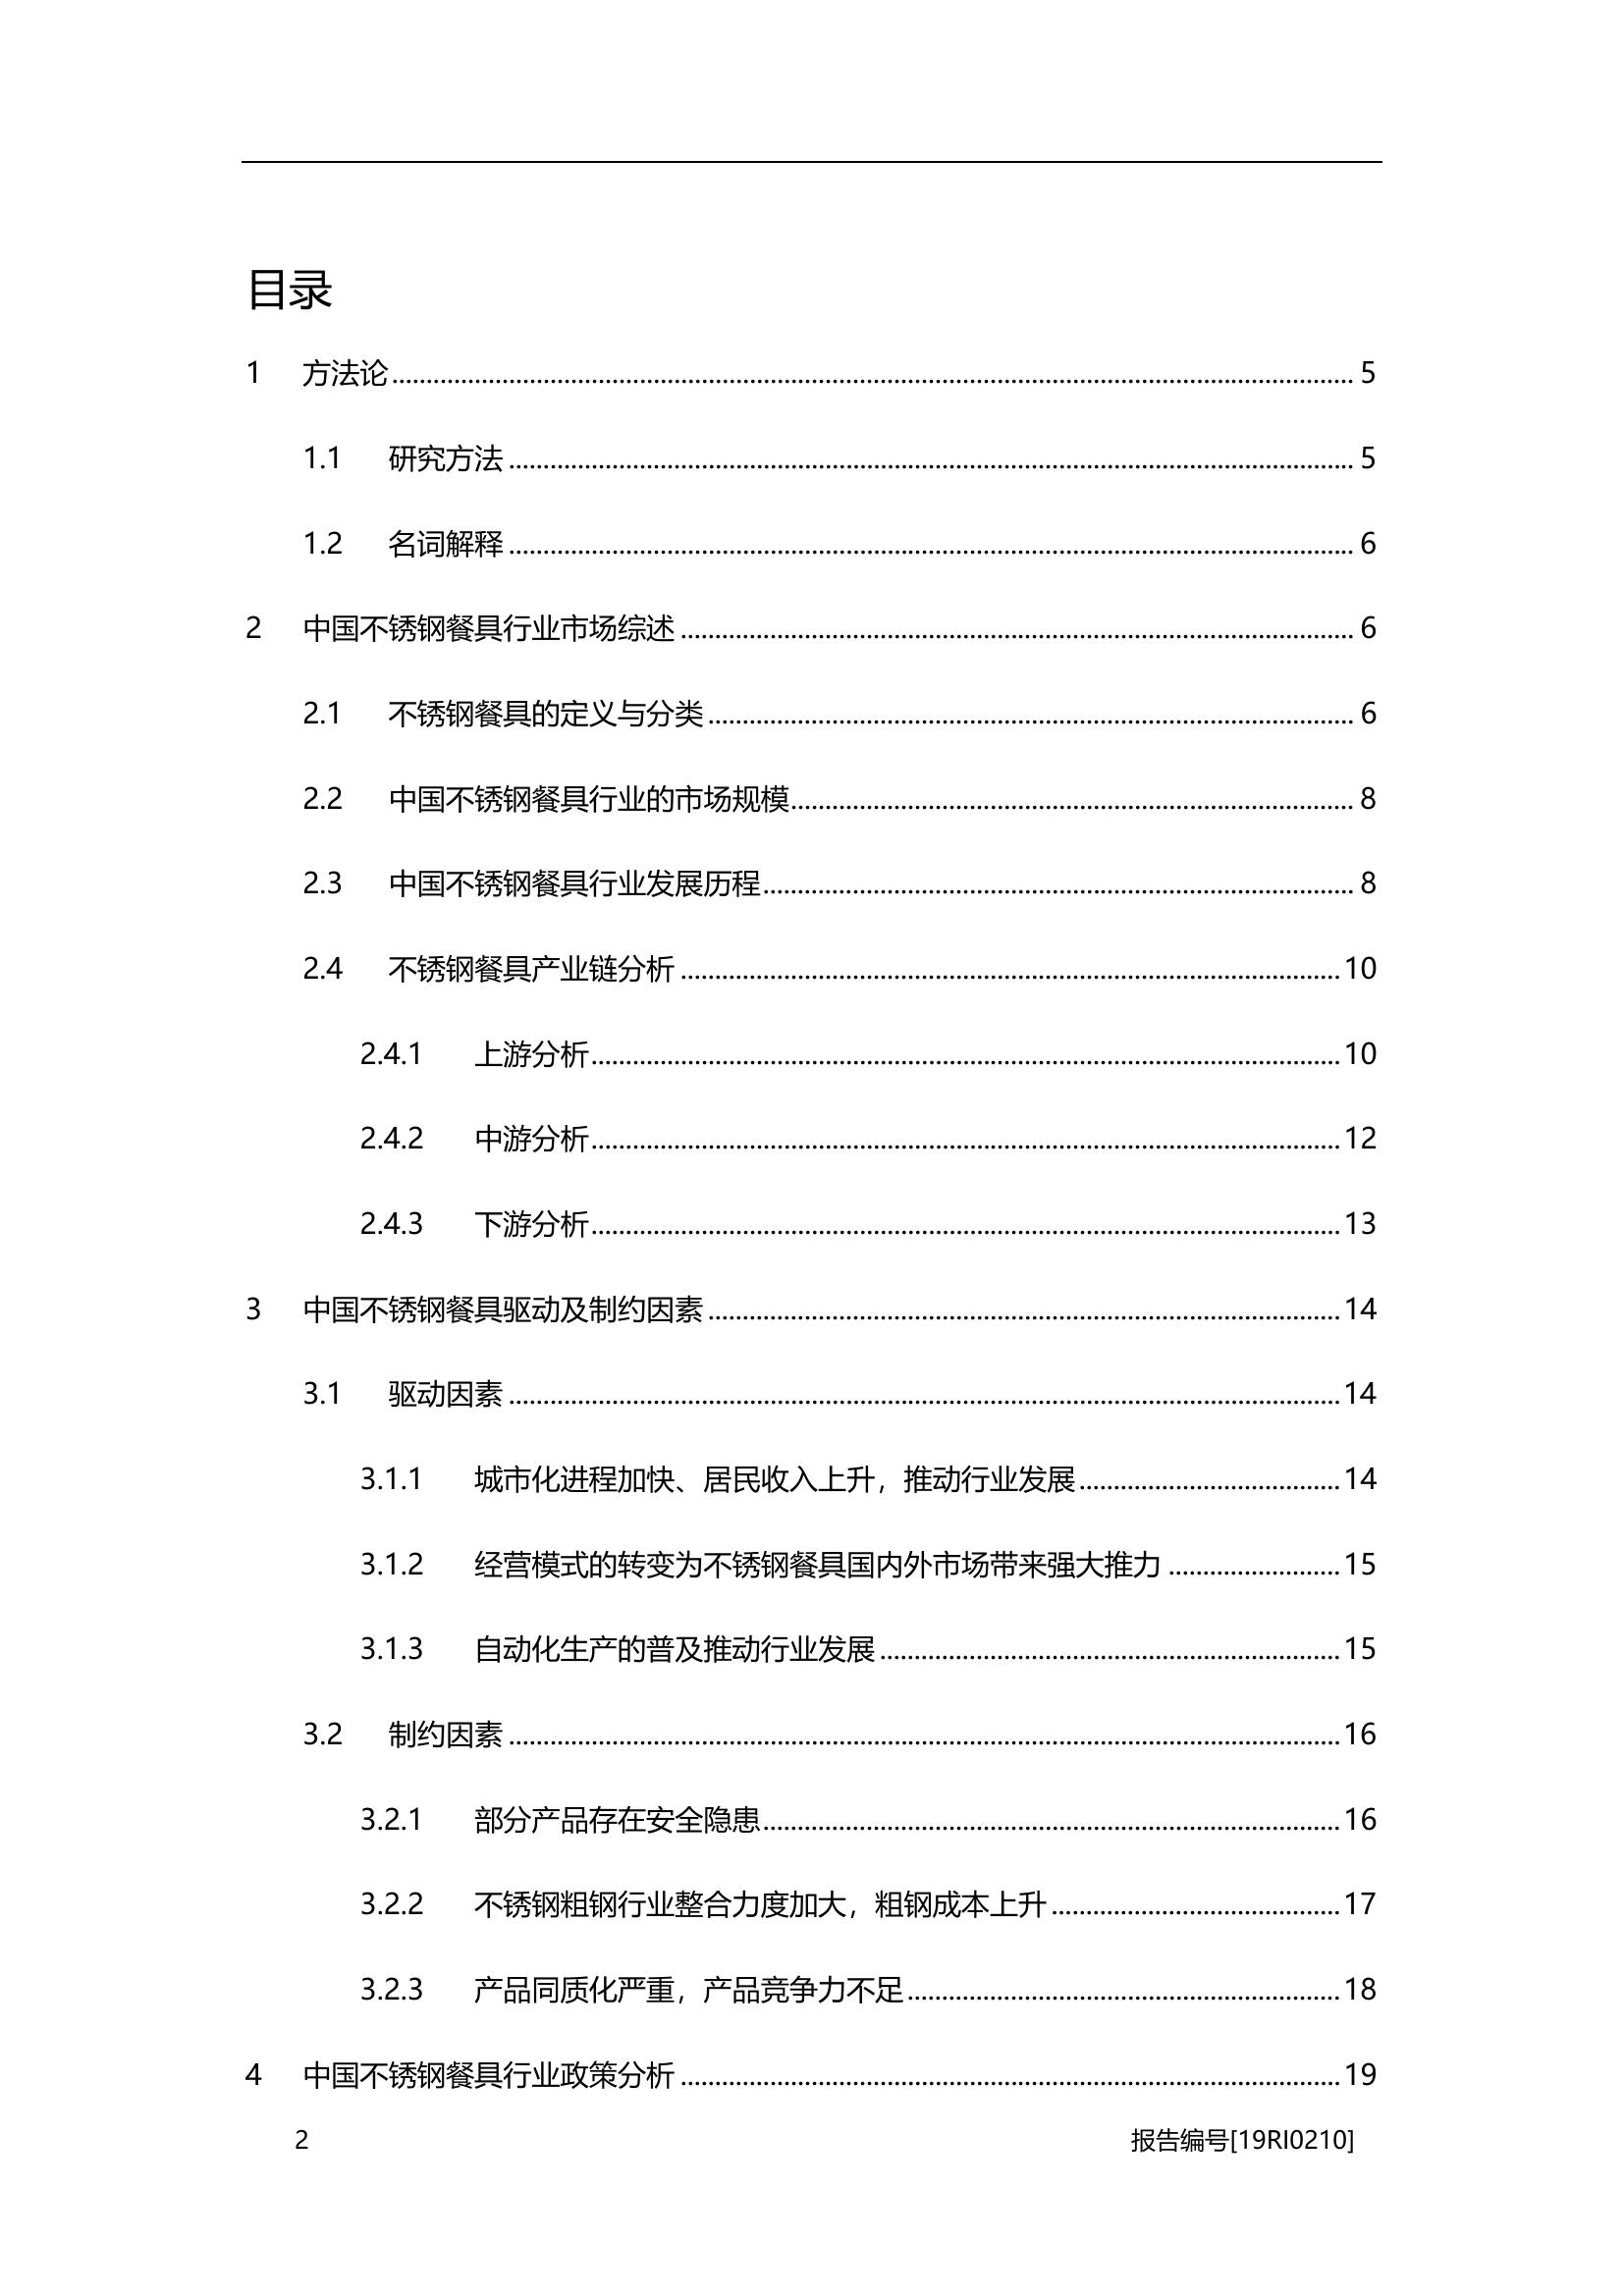 目录
1 方法论 5
1.1 研究方法 5
1.2 名词解释 6
2 中国不锈钢餐具行业市场综述 6
2.1 不锈钢餐具的定义与分类 6
2.2 中国不锈钢餐具行业的市场规模 8
2.3 中国不锈钢餐具行业发展历程 8
2.4 不锈钢餐具产业链分析 10
2.4.1 上游分析 10
2.4.2 中游分析 12
2.4.3 下游分析 13
3 中国不锈钢餐具驱动及制约因素 14
3.1 驱动因素 14
3.1.1 城市化进程加快、居民收入上升，推动行业发展 14
3.1.2 经营模式的转变为不锈钢餐具国内外市场带来强大推力 15
3.1.3 自动化生产的普及推动行业发展 15
3.2 制约因素 16
3.2.1 部分产品存在安全隐患 16
3.2.2 不锈钢粗钢行业整合力度加大，粗钢成本上升 17
3.2.3 产品同质化严重，产品竞争力不足 18
4 中国不锈钢餐具行业政策分析 19
2 报告编号[19RI0210]